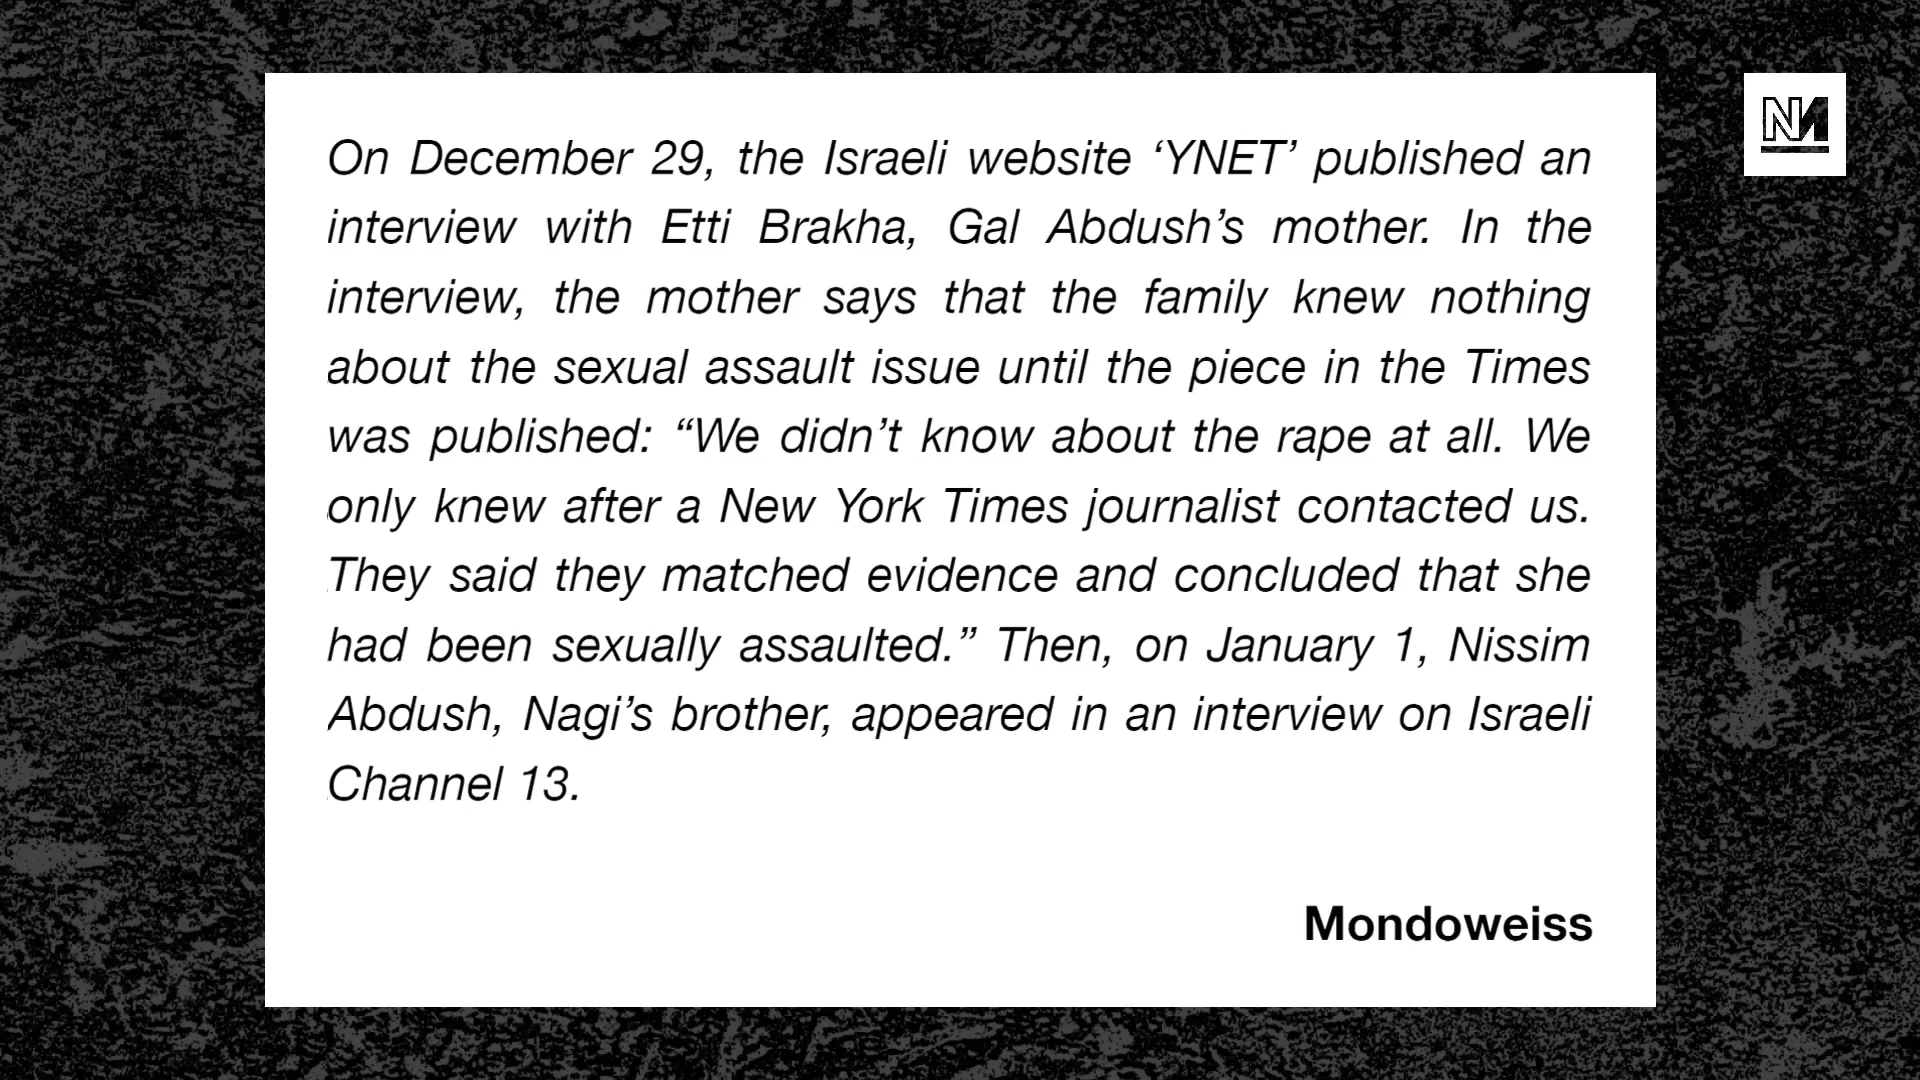 On December 29, the Israeli website ‘YNET’ published an
interview with Etti Brakha, Gal Abdush’s mother. In the
interview, the mother says that the family knew nothing
about the sexual assault issue until the piece in the Times
was published: “We didn’t know about the rape at all. We
only knew after a New York Times journalist contacted us.
They said they matched evidence and concluded that she
had been sexually assaulted.” Then, on January 1, Nissim
Abdush, Nagi’s brother, appeared in an interview on Israeli
Channel 13.
Mondoweiss
NM